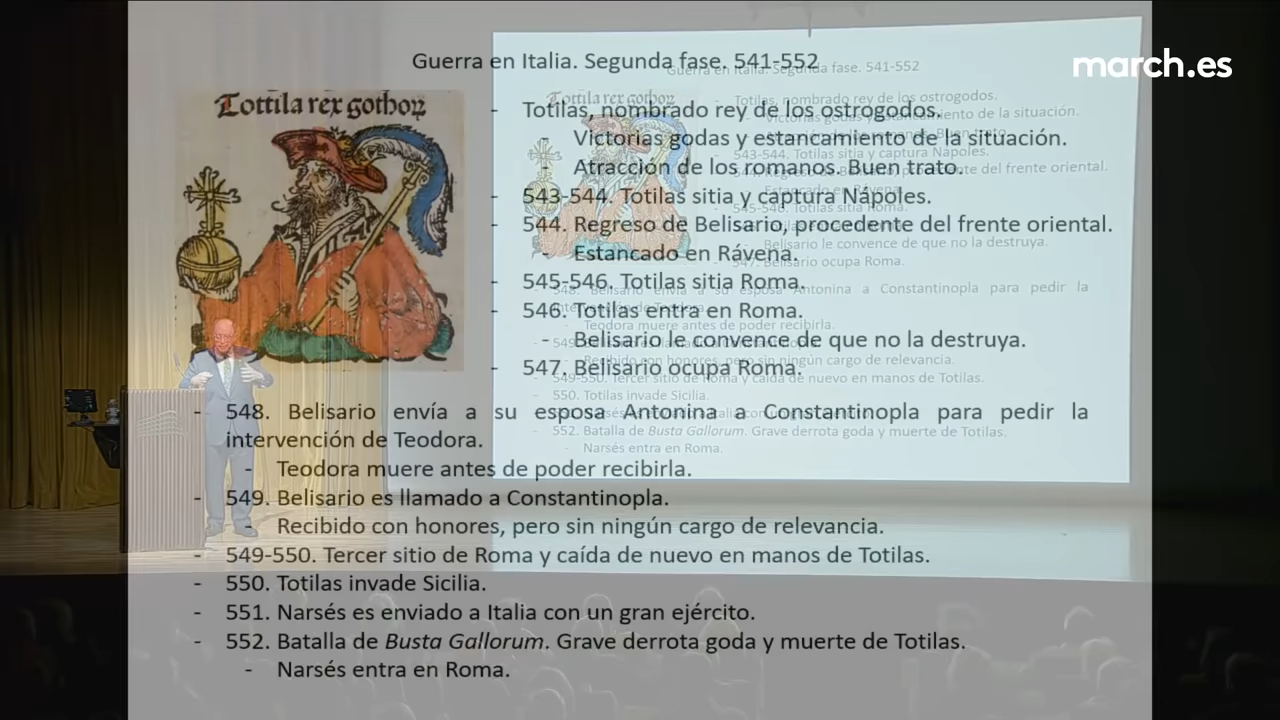 march.es
Guerra en Italia. Segunda fase. 541-552
Tottila rex gothoꝝ
- Totilas, nombrado rey de los ostrogodos.
- Victorias godas y estancamiento de la situación.
- Atracción de los romanos. Buen trato.
- 543-544. Totilas sitia y captura Nápoles.
- 544. Regreso de Belisario, procedente del frente oriental.
- Estancado en Rávena.
- 545-546. Totilas sitia Roma.
- 546. Totilas entra en Roma.
- Belisario le convence de que no la destruya.
- 547. Belisario ocupa Roma.
- 548. Belisario envía a su esposa Antonina a Constantinopla para pedir la
intervención de Teodora.
- Teodora muere antes de poder recibirla.
- 549. Belisario es llamado a Constantinopla.
- Recibido con honores, pero sin ningún cargo de relevancia.
- 549-550. Tercer sitio de Roma y caída de nuevo en manos de Totilas.
- 550. Totilas invade Sicilia.
- 551. Narsés es enviado a Italia con un gran ejército.
- 552. Batalla de Busta Gallorum. Grave derrota goda y muerte de Totilas.
- Narsés entra en Roma.